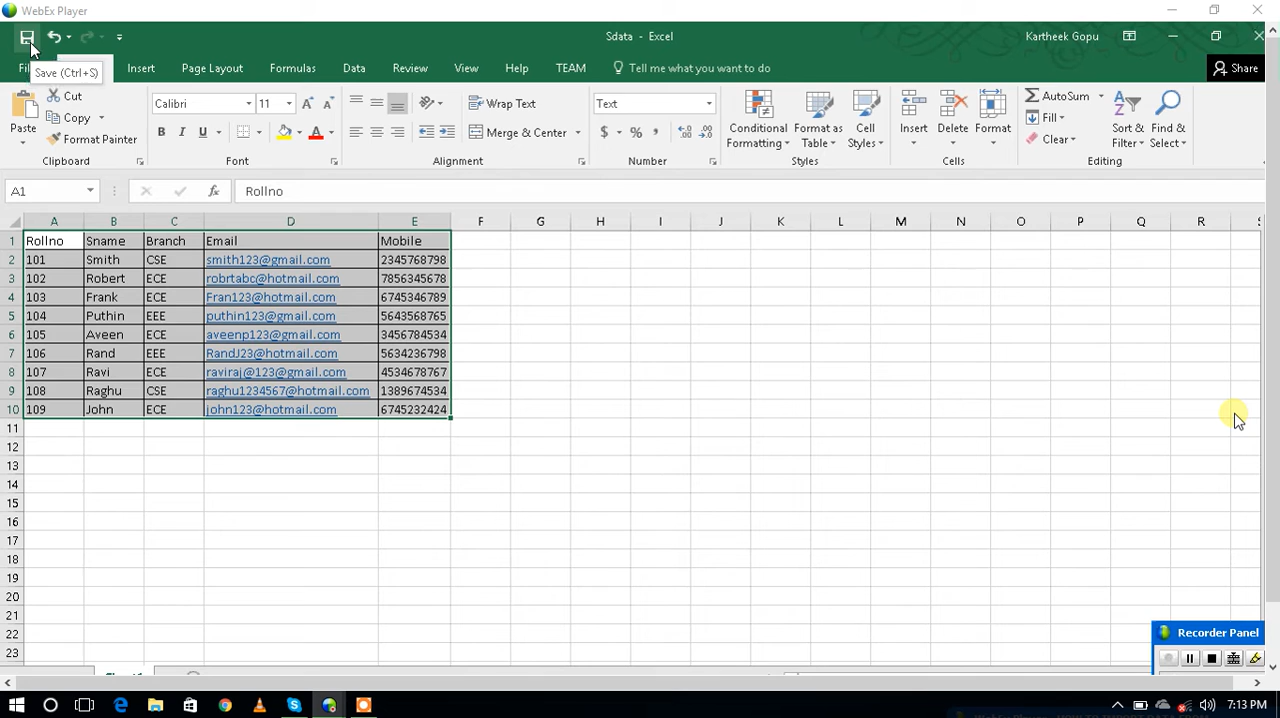 WebEx Player
Sdata - Excel
Kartheek Gopu
Save (Ctrl+S)
Insert
Page Layout
Formulas
Data
Review
View
Help
TEAM
Tell me what you want to do
Share
Paste
Cut
Copy
Format Painter
Clipboard
Calibri
11
Font
Wrap Text
Merge & Center
Alignment
Text
$ % ,
Number
Conditional Formatting
Format as Table
Cell Styles
Styles
Insert
Delete
Format
Cells
AutoSum
Fill
Clear
Sort & Filter
Find & Select
Editing
A1
fx
Rollno
A B C D E F G H I J K L M N O P Q R
1 Rollno Sname Branch Email Mobile
2 101 Smith CSE smith123@gmail.com 2345768798
3 102 Robert ECE robrtabc@hotmail.com 7856345678
4 103 Frank ECE Fran123@hotmail.com 6745346789
5 104 Puthin EEE puthin123@gmail.com 5643568765
6 105 Aveen ECE aveenp123@gmail.com 3456784534
7 106 Rand EEE RandJ23@hotmail.com 5634236798
8 107 Ravi ECE raviraj@123@gmail.com 4534678767
9 108 Raghu CSE raghu1234567@hotmail.com 1389674534
10 109 John ECE john123@hotmail.com 6745232424
11
12
13
14
15
16
17
18
19
20
21
22
23
Recorder Panel
7:13 PM